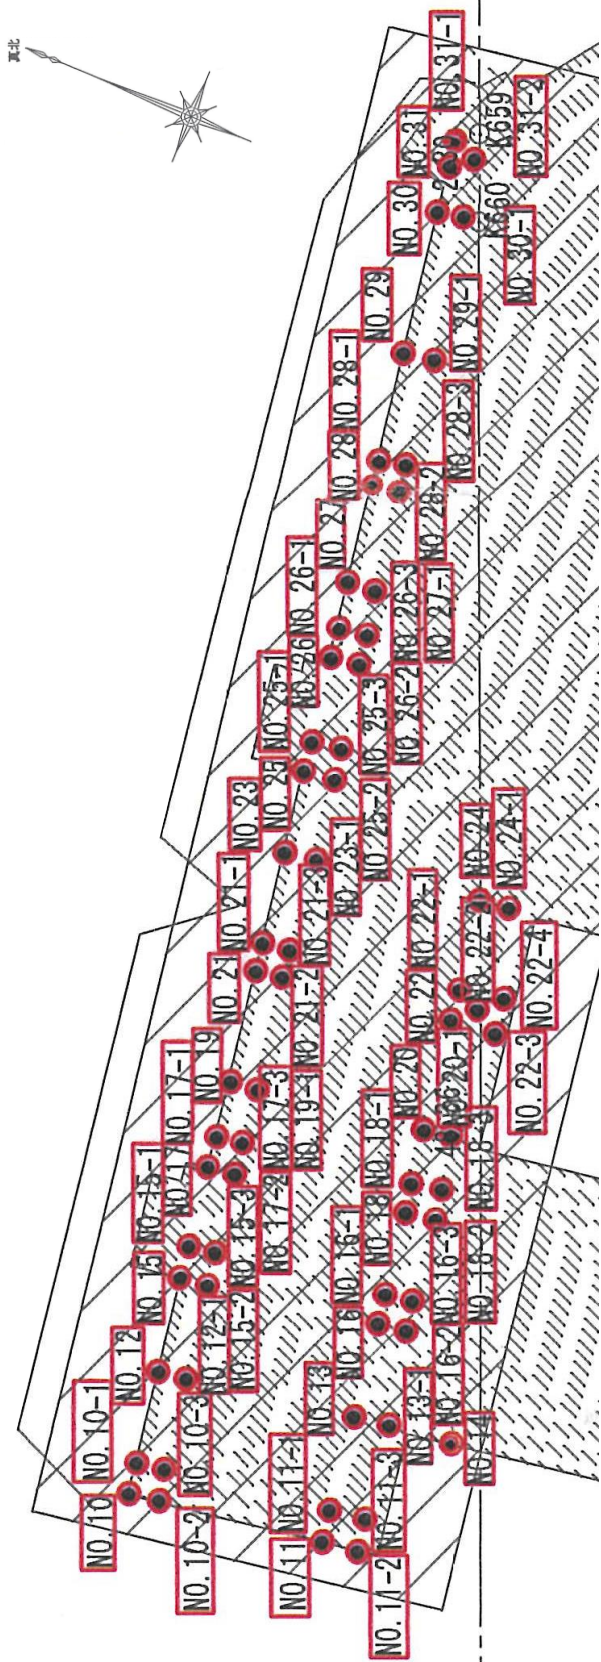 真北
NO. 31-1
NO. 31
K659
NO. 31-2
NO. 30
K660
NO. 30-1
NO. 29
NO. 29-1
NO. 28-1
NO. 28
NO. 28-3
NO. 28-2
NO. 27
NO. 26-1
NO. 26-3
NO. 27-1
NO. 26
NO. 25-1
NO. 26-2
NO. 25-3
NO. 25
NO. 23
NO. 25-2
NO. 23-1
NO. 24
NO. 24-1
NO. 21-1
NO. 21-3
NO. 22-1
NO. 22-2
NO. 22-4
NO. 21
NO. 21-2
NO. 22
NO. 22-3
NO. 19
NO. 17-1
NO. 17-3
NO. 19-1
NO. 20
NO. 20-1
NO. 18-1
NO. 18-3
NO. 17
NO. 15-1
NO. 17-2
NO. 15-3
NO. 18
NO. 16-1
NO. 16-3
NO. 18-2
NO. 15
NO. 15-2
NO. 12-1
NO. 12
NO. 16
NO. 16-2
NO. 13
NO. 13-1
NO. 14
NO. 10-1
NO. 10-3
NO. 11-1
NO. 11-3
NO. 10
NO. 10-2
NO. 11
NO. 11-2